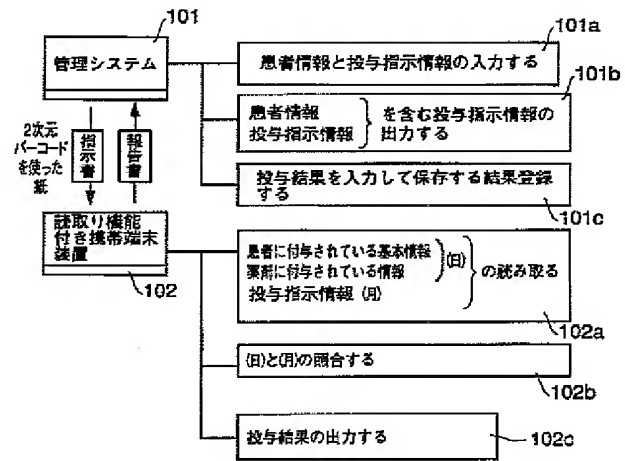 101
管理システム
2次元
バーコード
を使った
紙
指示書
報告書
読取り機能
付き携帯端末
装置
102
101a
患者情報と投与指示情報の入力する
101b
患者情報
投与指示情報
を含む投与指示情報の
出力する
投与結果を入力して保存する結果登録
する
101c
患者に付与されている基本情報
薬剤に付与されている情報
(日)
投与指示情報 (月)
の読み取る
102a
(日)と(月)の照合する
102b
投与結果の出力する
102c